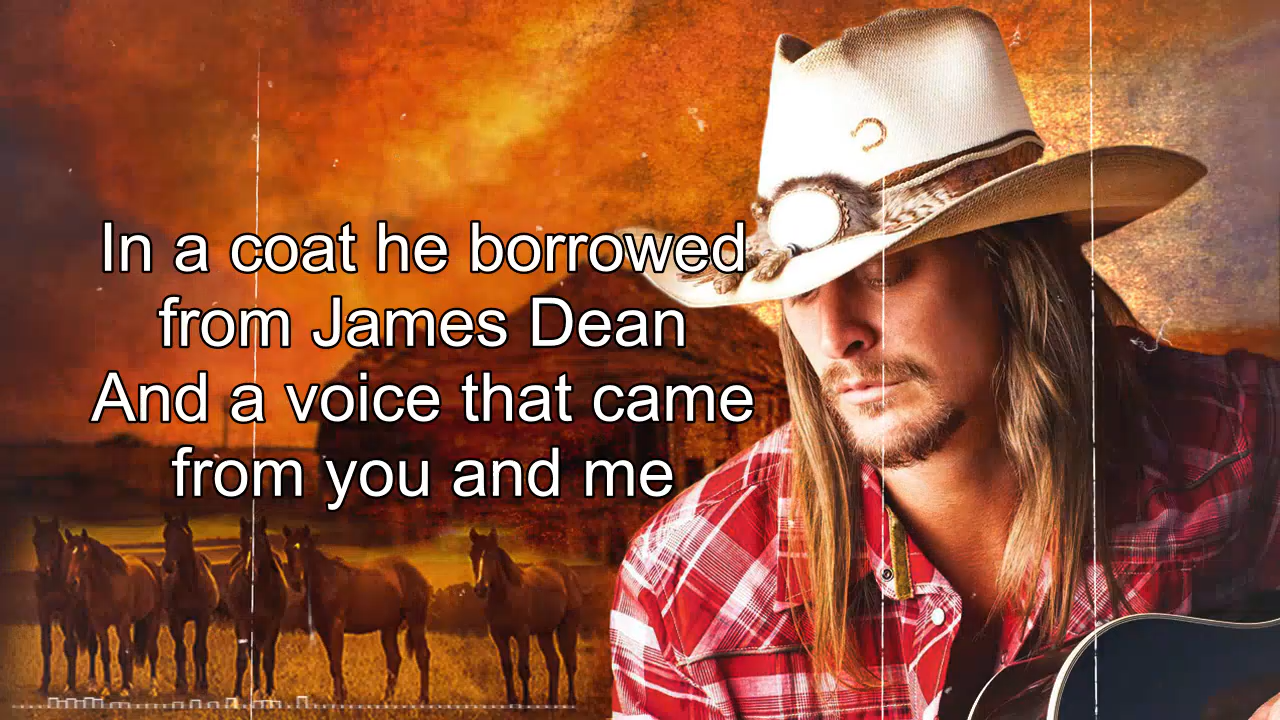 In a coat he borrowed
from James Dean
And a voice that came
from you and me